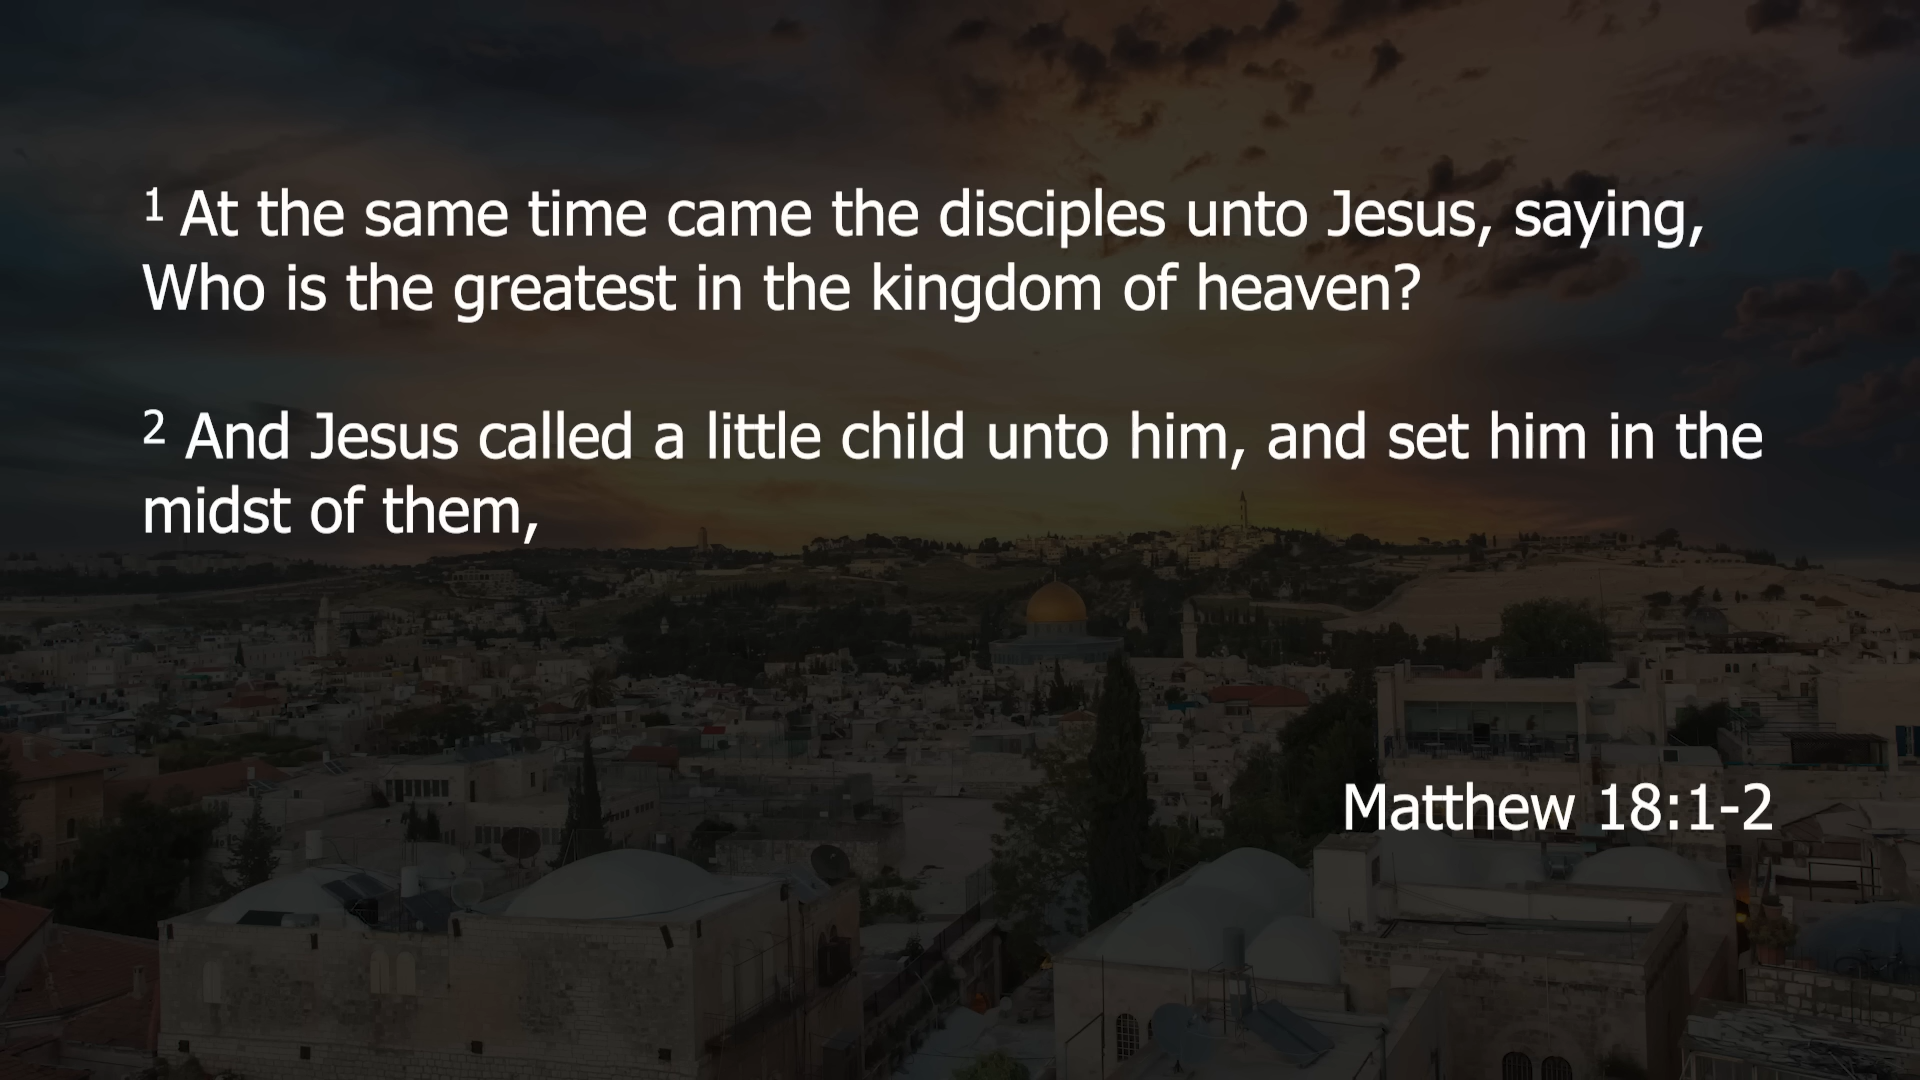 1 At the same time came the disciples unto Jesus, saying,
Who is the greatest in the kingdom of heaven?
2 And Jesus called a little child unto him, and set him in the
midst of them,
Matthew 18:1-2